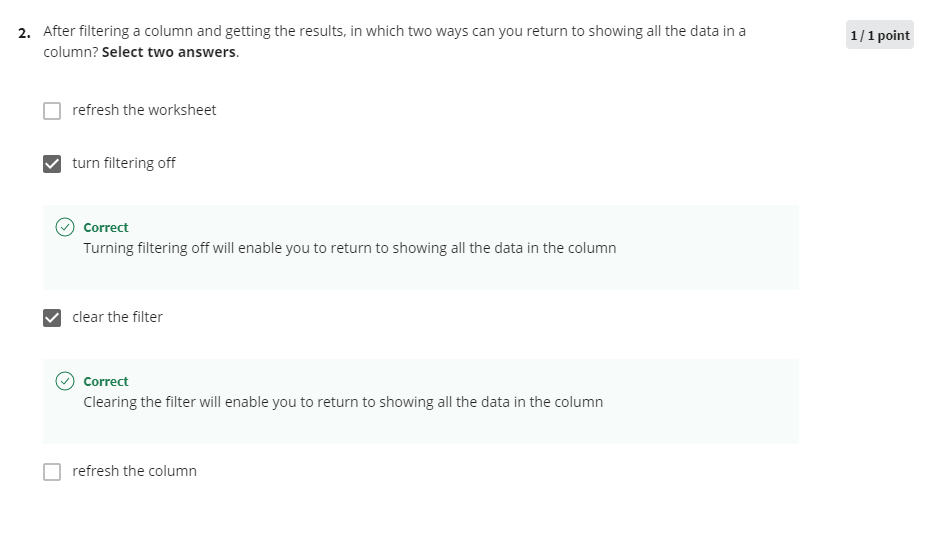 2. After filtering a column and getting the results, in which two ways can you return to showing all the data in a
column? Select two answers.
1 / 1 point
refresh the worksheet
turn filtering off
Correct
Turning filtering off will enable you to return to showing all the data in the column
clear the filter
Correct
Clearing the filter will enable you to return to showing all the data in the column
refresh the column